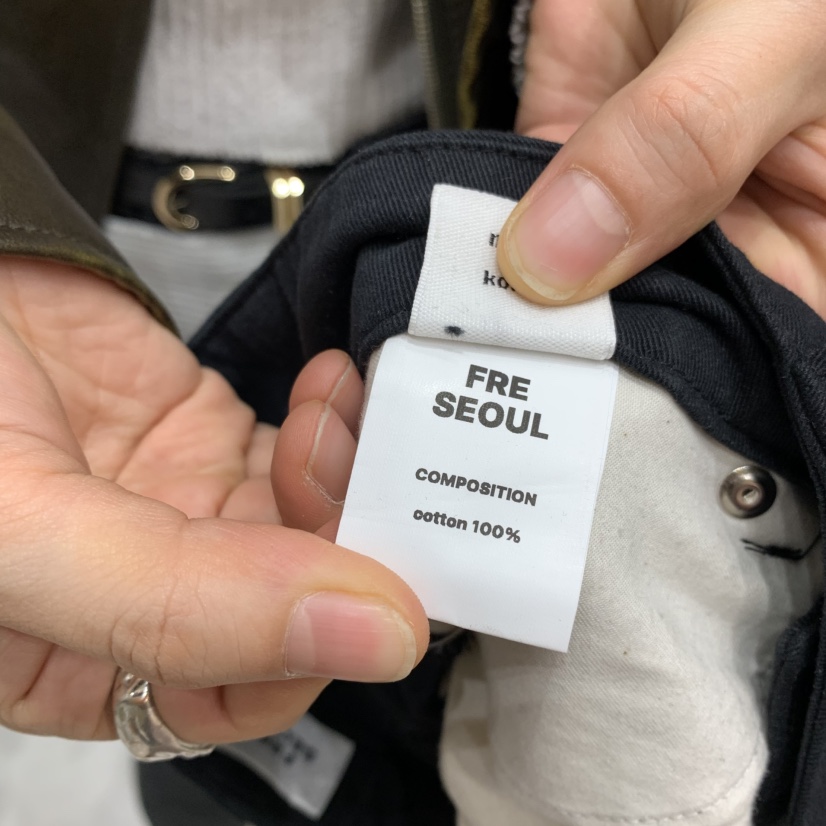 FRE
SEOUL
COMPOSITION
cotton 100%